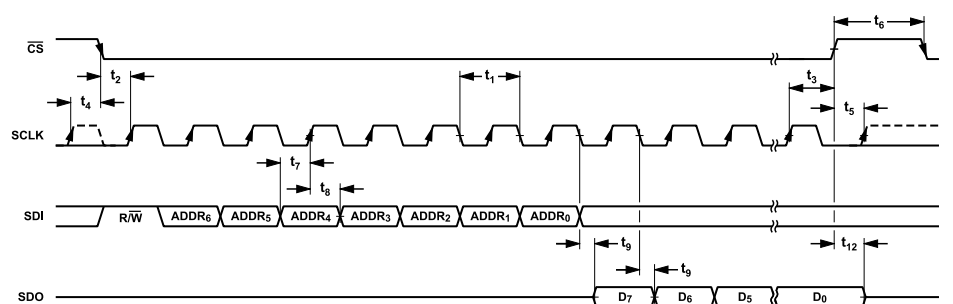 t6
CS
t2
t1
t3
t4
t5
SCLK
t7
t8
SDI R/W ADDR6 ADDR5 ADDR4 ADDR3 ADDR2 ADDR1 ADDR0
t9
t12
t9
SDO D7 D6 D5 D0